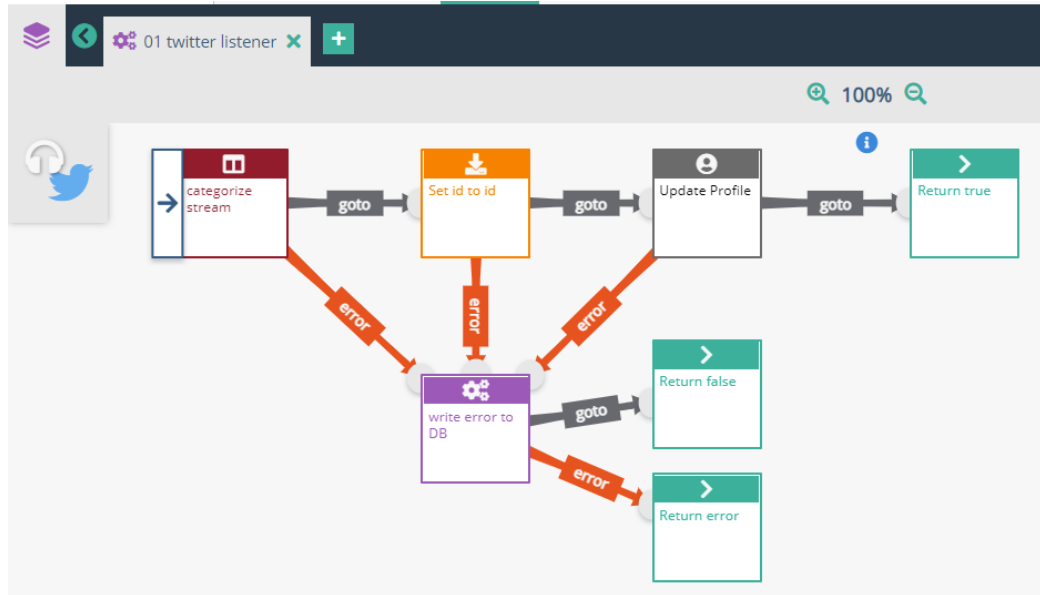 01 twitter listener
100%
categorize
stream
goto
Set id to id
goto
Update Profile
goto
Return true
error
error
error
write error to
DB
goto
Return false
error
Return error